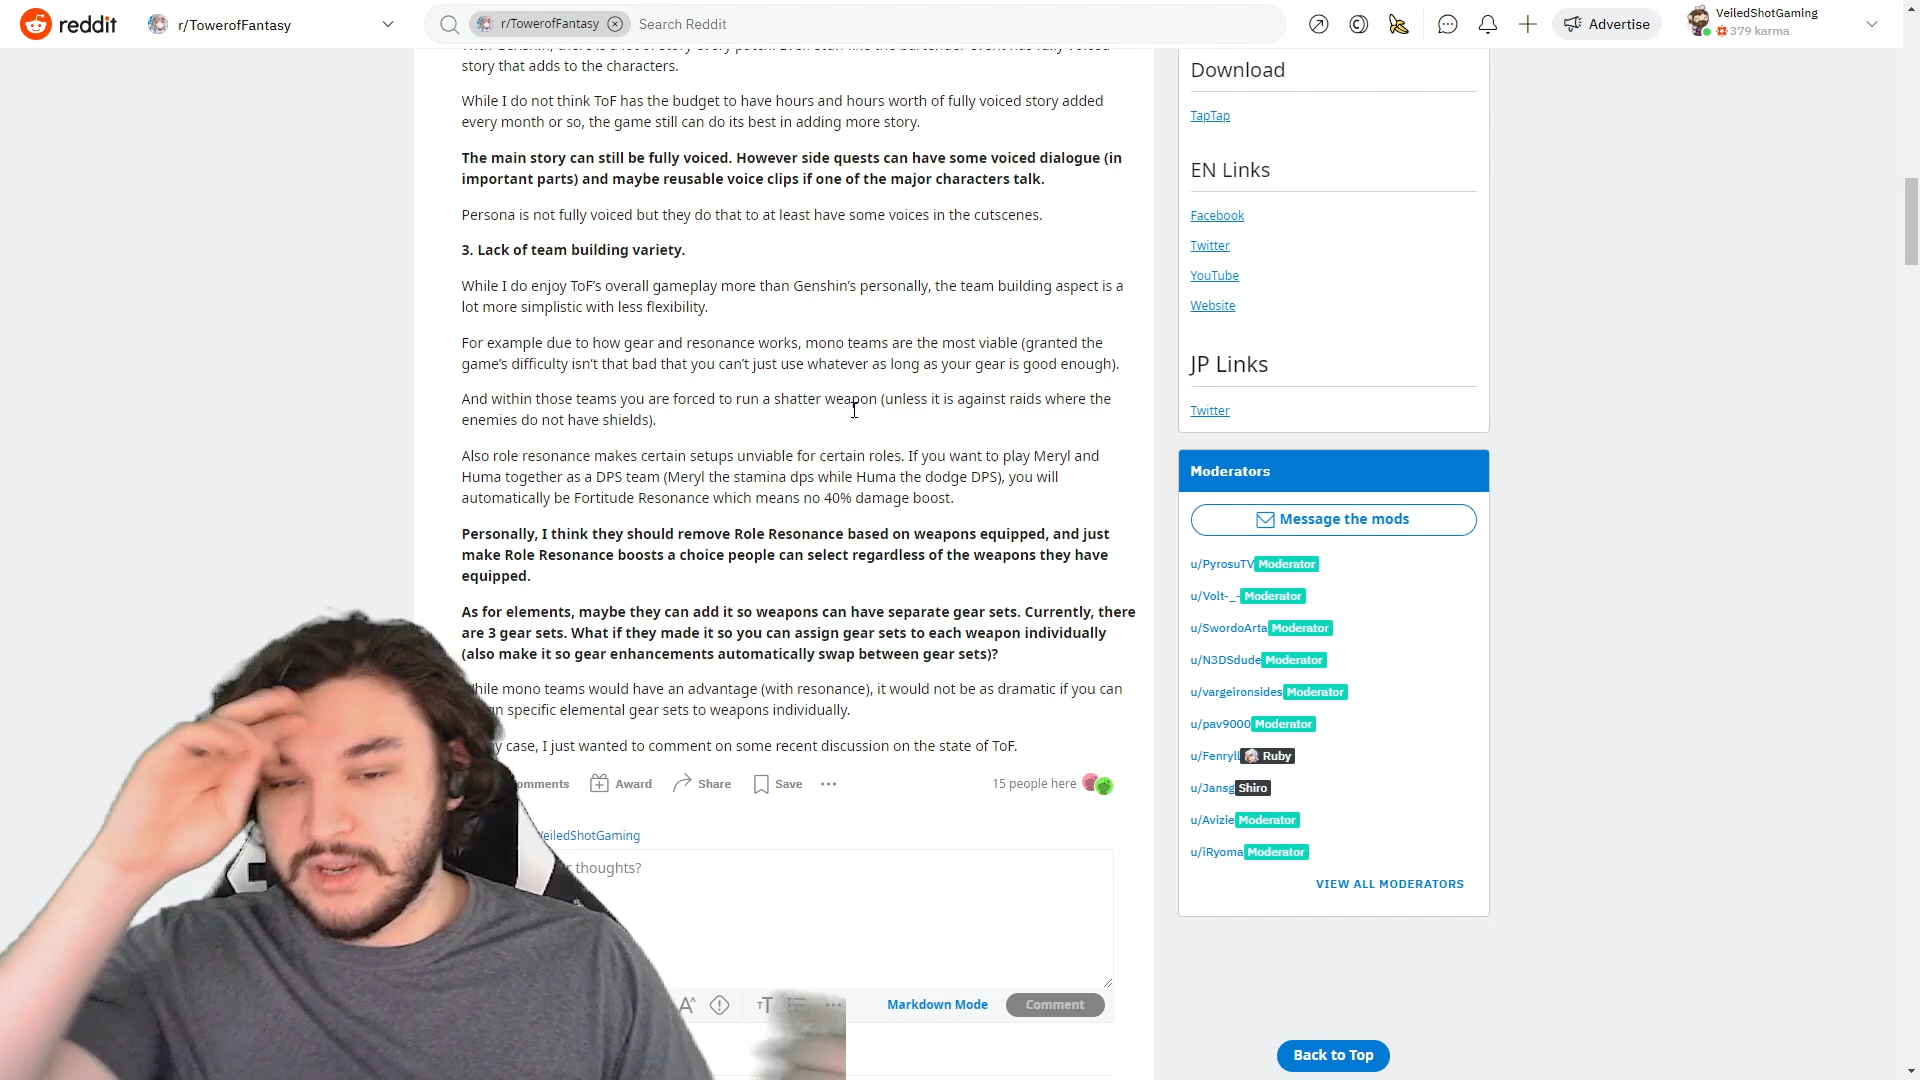 reddit
r/TowerofFantasy
r/TowerofFantasy
Search Reddit
Advertise
VeiledShotGaming
379 karma
story that adds to the characters.
While I do not think ToF has the budget to have hours and hours worth of fully voiced story added
every month or so, the game still can do its best in adding more story.
The main story can still be fully voiced. However side quests can have some voiced dialogue (in
important parts) and maybe reusable voice clips if one of the major characters talk.
Persona is not fully voiced but they do that to at least have some voices in the cutscenes.
3. Lack of team building variety.
While I do enjoy ToF's overall gameplay more than Genshin's personally, the team building aspect is a
lot more simplistic with less flexibility.
For example due to how gear and resonance works, mono teams are the most viable (granted the
game's difficulty isn't that bad that you can't just use whatever as long as your gear is good enough).
And within those teams you are forced to run a shatter weapon (unless it is against raids where the
enemies do not have shields).
Also role resonance makes certain setups unviable for certain roles. If you want to play Meryl and
Huma together as a DPS team (Meryl the stamina dps while Huma the dodge DPS), you will
automatically be Fortitude Resonance which means no 40% damage boost.
Personally, I think they should remove Role Resonance based on weapons equipped, and just
make Role Resonance boosts a choice people can select regardless of the weapons they have
equipped.
As for elements, maybe they can add it so weapons can have separate gear sets. Currently, there
are 3 gear sets. What if they made it so you can assign gear sets to each weapon individually
(also make it so gear enhancements automatically swap between gear sets)?
hile mono teams would have an advantage (with resonance), it would not be as dramatic if you can
n specific elemental gear sets to weapons individually.
y case, I just wanted to comment on some recent discussion on the state of ToF.
omments
Award
Share
Save
15 people here
eiledShotGaming
thoughts?
Markdown Mode
Comment
Download
TapTap
EN Links
Facebook
Twitter
YouTube
Website
JP Links
Twitter
Moderators
Message the mods
u/PyrosuTV Moderator
u/Volt-_- Moderator
u/SwordoArta Moderator
u/N3DSdude Moderator
u/vargeironsides Moderator
u/pav9000 Moderator
u/Fenryll Ruby
u/Jansg Shiro
u/Avizie Moderator
u/iRyoma Moderator
VIEW ALL MODERATORS
Back to Top